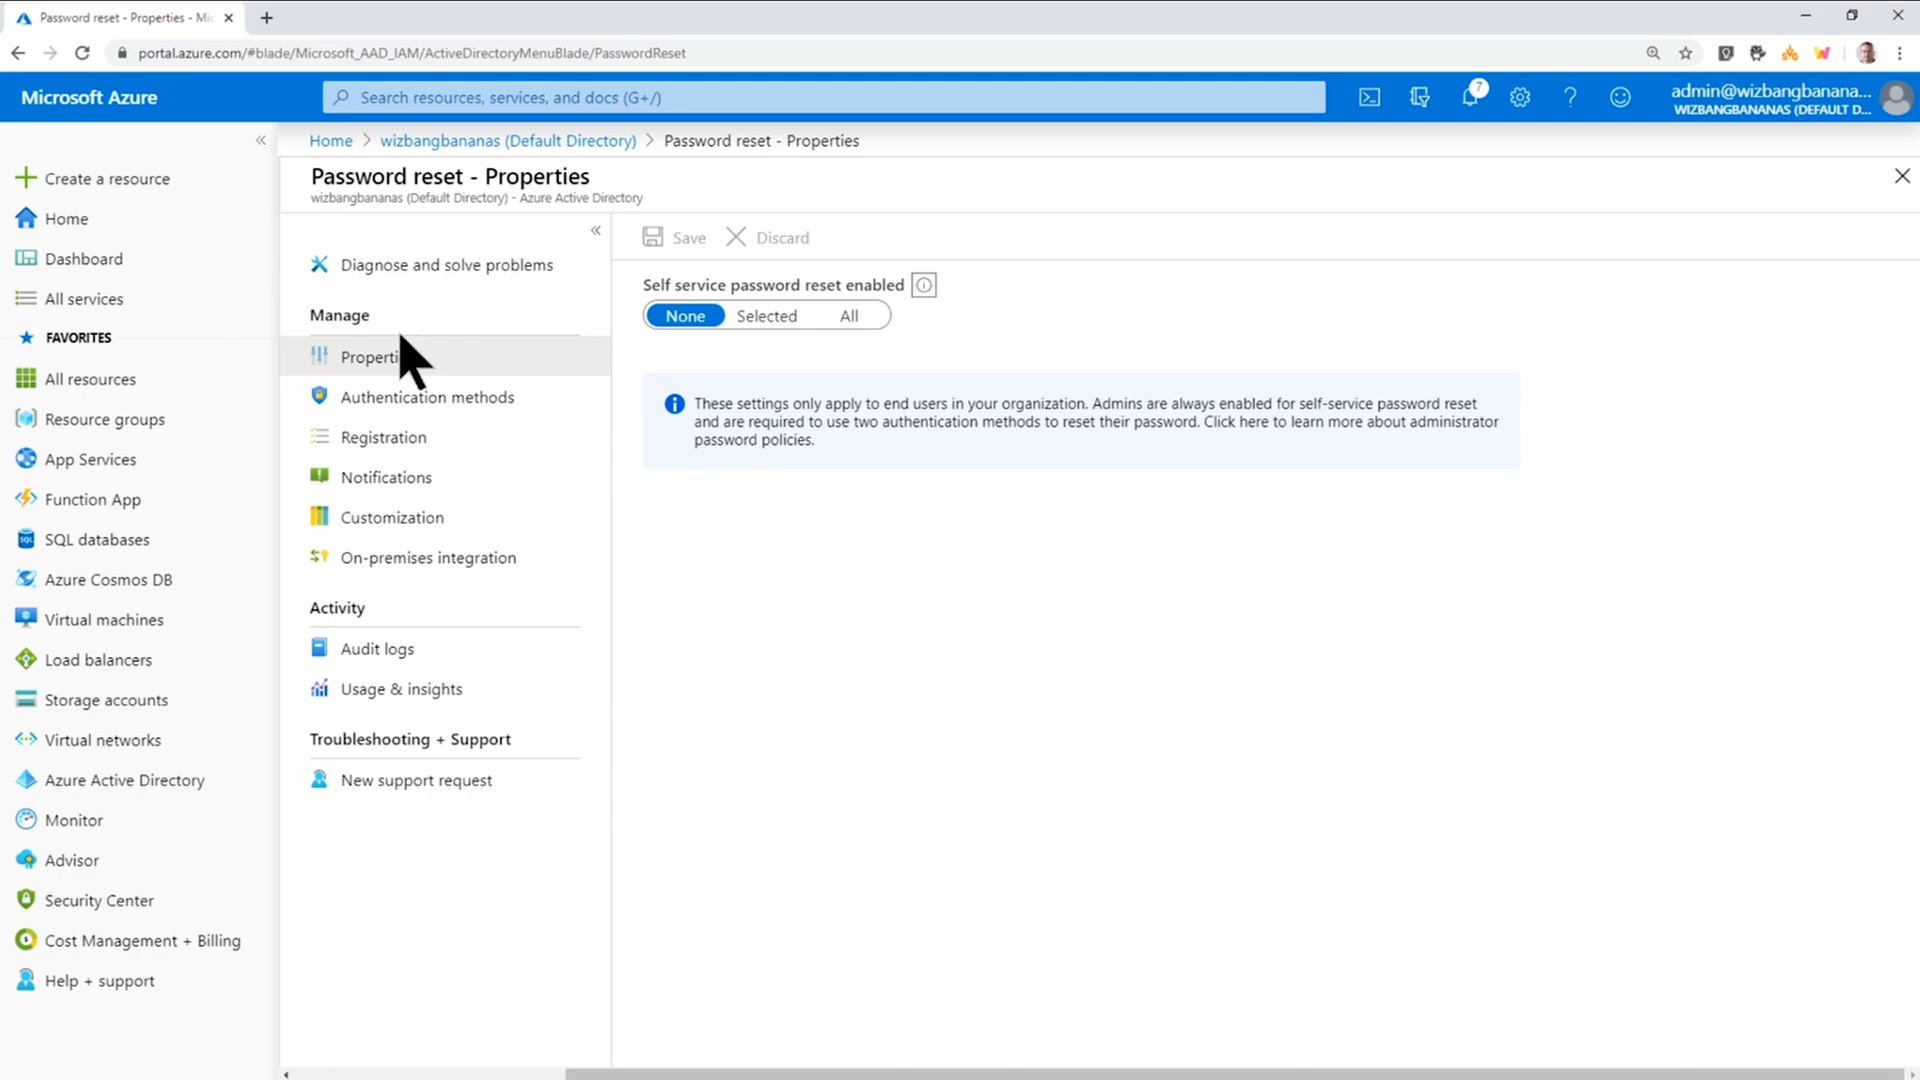 Password reset - Properties - Mic
portal.azure.com/#blade/Microsoft_AAD_IAM/ActiveDirectoryMenuBlade/PasswordReset
Microsoft Azure
Search resources, services, and docs (G+/)
7
admin@wizbangbanana...
WIZBANGBANANAS (DEFAULT D...
Home > wizbangbananas (Default Directory) > Password reset - Properties
Password reset - Properties
wizbangbananas (Default Directory) - Azure Active Directory
Create a resource
Home
Dashboard
All services
FAVORITES
All resources
Resource groups
App Services
Function App
SQL databases
Azure Cosmos DB
Virtual machines
Load balancers
Storage accounts
Virtual networks
Azure Active Directory
Monitor
Advisor
Security Center
Cost Management + Billing
Help + support
Diagnose and solve problems
Manage
Properti
Authentication methods
Registration
Notifications
Customization
On-premises integration
Activity
Audit logs
Usage & insights
Troubleshooting + Support
New support request
Save Discard
Self service password reset enabled
None Selected All
These settings only apply to end users in your organization. Admins are always enabled for self-service password reset
and are required to use two authentication methods to reset their password. Click here to learn more about administrator
password policies.